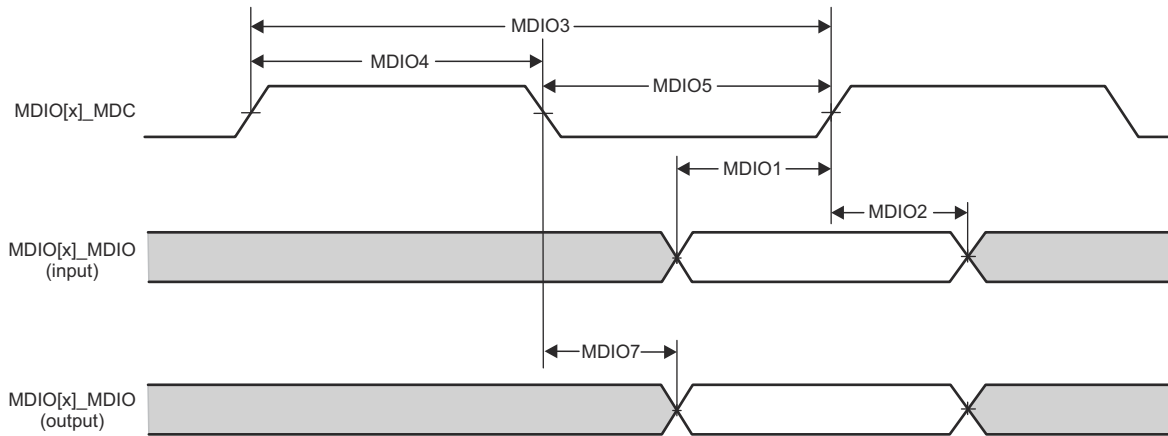 MDIO3
MDIO4
MDIO5
MDIO[x]_MDC
MDIO1
MDIO2
MDIO[x]_MDIO
(input)
MDIO7
MDIO[x]_MDIO
(output)